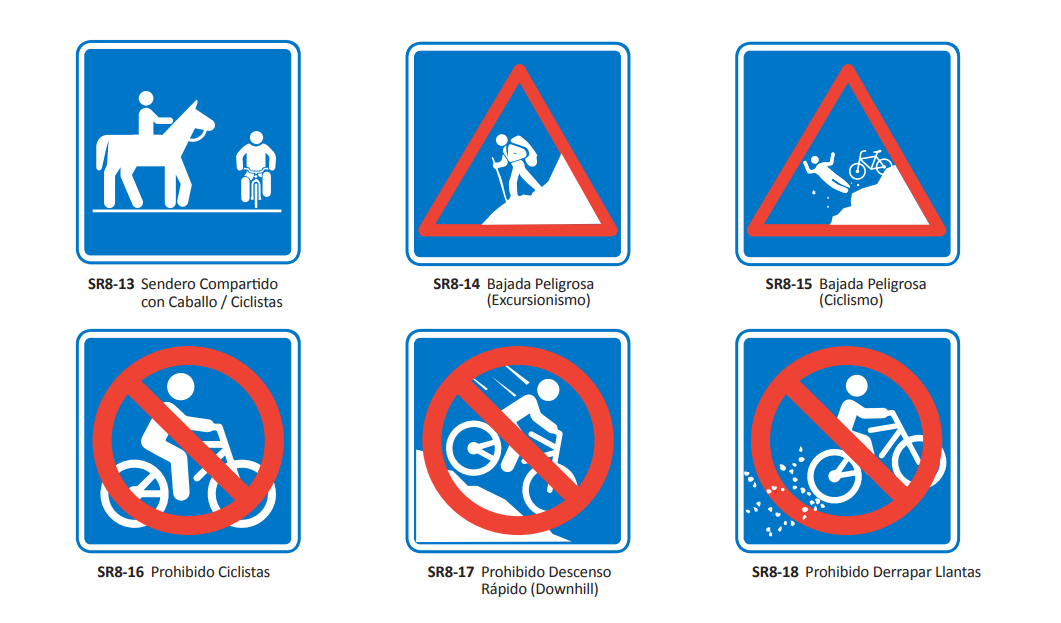 SR8-13 Sendero Compartido
con Caballo / Ciclistas
SR8-14 Bajada Peligrosa
(Excursionismo)
SR8-15 Bajada Peligrosa
(Ciclismo)
SR8-16 Prohibido Ciclistas
SR8-17 Prohibido Descenso
Rápido (Downhill)
SR8-18 Prohibido Derrapar Llantas